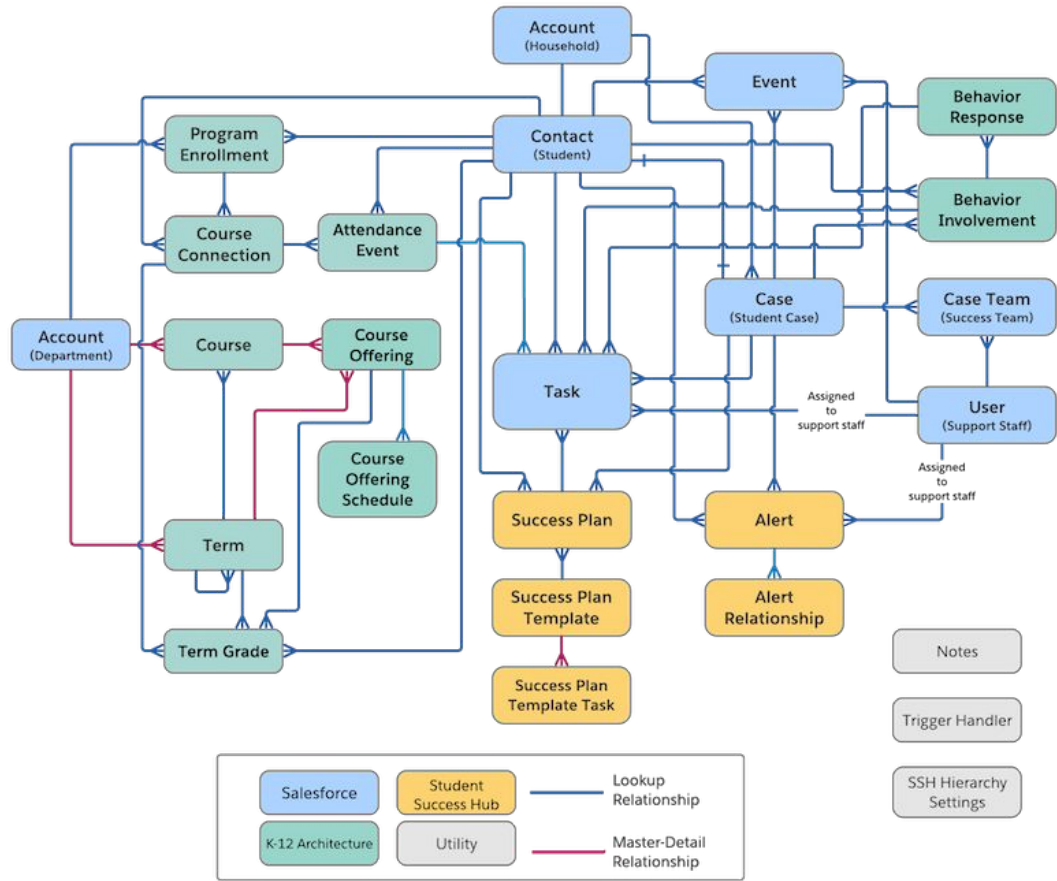 Account
(Household)
Event
Behavior
Response
Program
Enrollment
Contact
(Student)
Behavior
Involvement
Course
Connection
Attendance
Event
Case
(Student Case)
Case Team
(Success Team)
Account
(Department)
Course
Course
Offering
Task
Assigned
to
support staff
User
(Support Staff)
Course
Offering
Schedule
Assigned
to
support staff
Success Plan
Alert
Term
Success Plan
Template
Alert
Relationship
Term Grade
Notes
Success Plan
Template Task
Trigger Handler
SSH Hierarchy
Settings
Salesforce
Student
Success Hub
Lookup
Relationship
K-12 Architecture
Utility
Master-Detail
Relationship